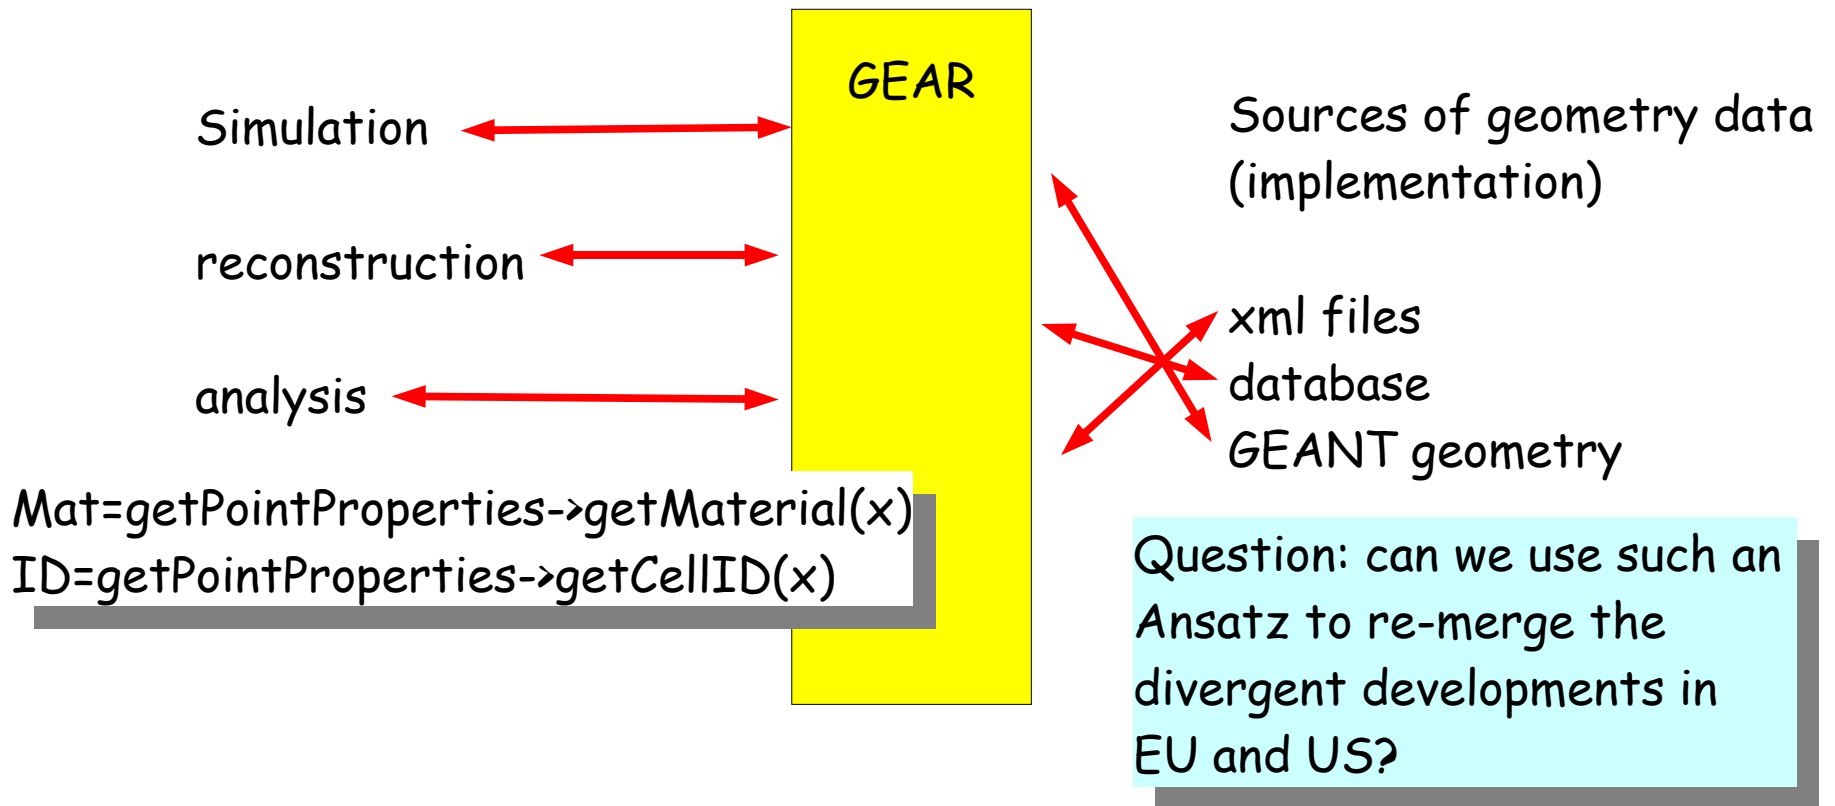 GEAR
Simulation
reconstruction
analysis
Mat=getPointProperties->getMaterial(x)
ID=getPointProperties->getCellID(x)
Sources of geometry data
(implementation)
xml files
database
GEANT geometry
Question: can we use such an
Ansatz to re-merge the
divergent developments in
EU and US?